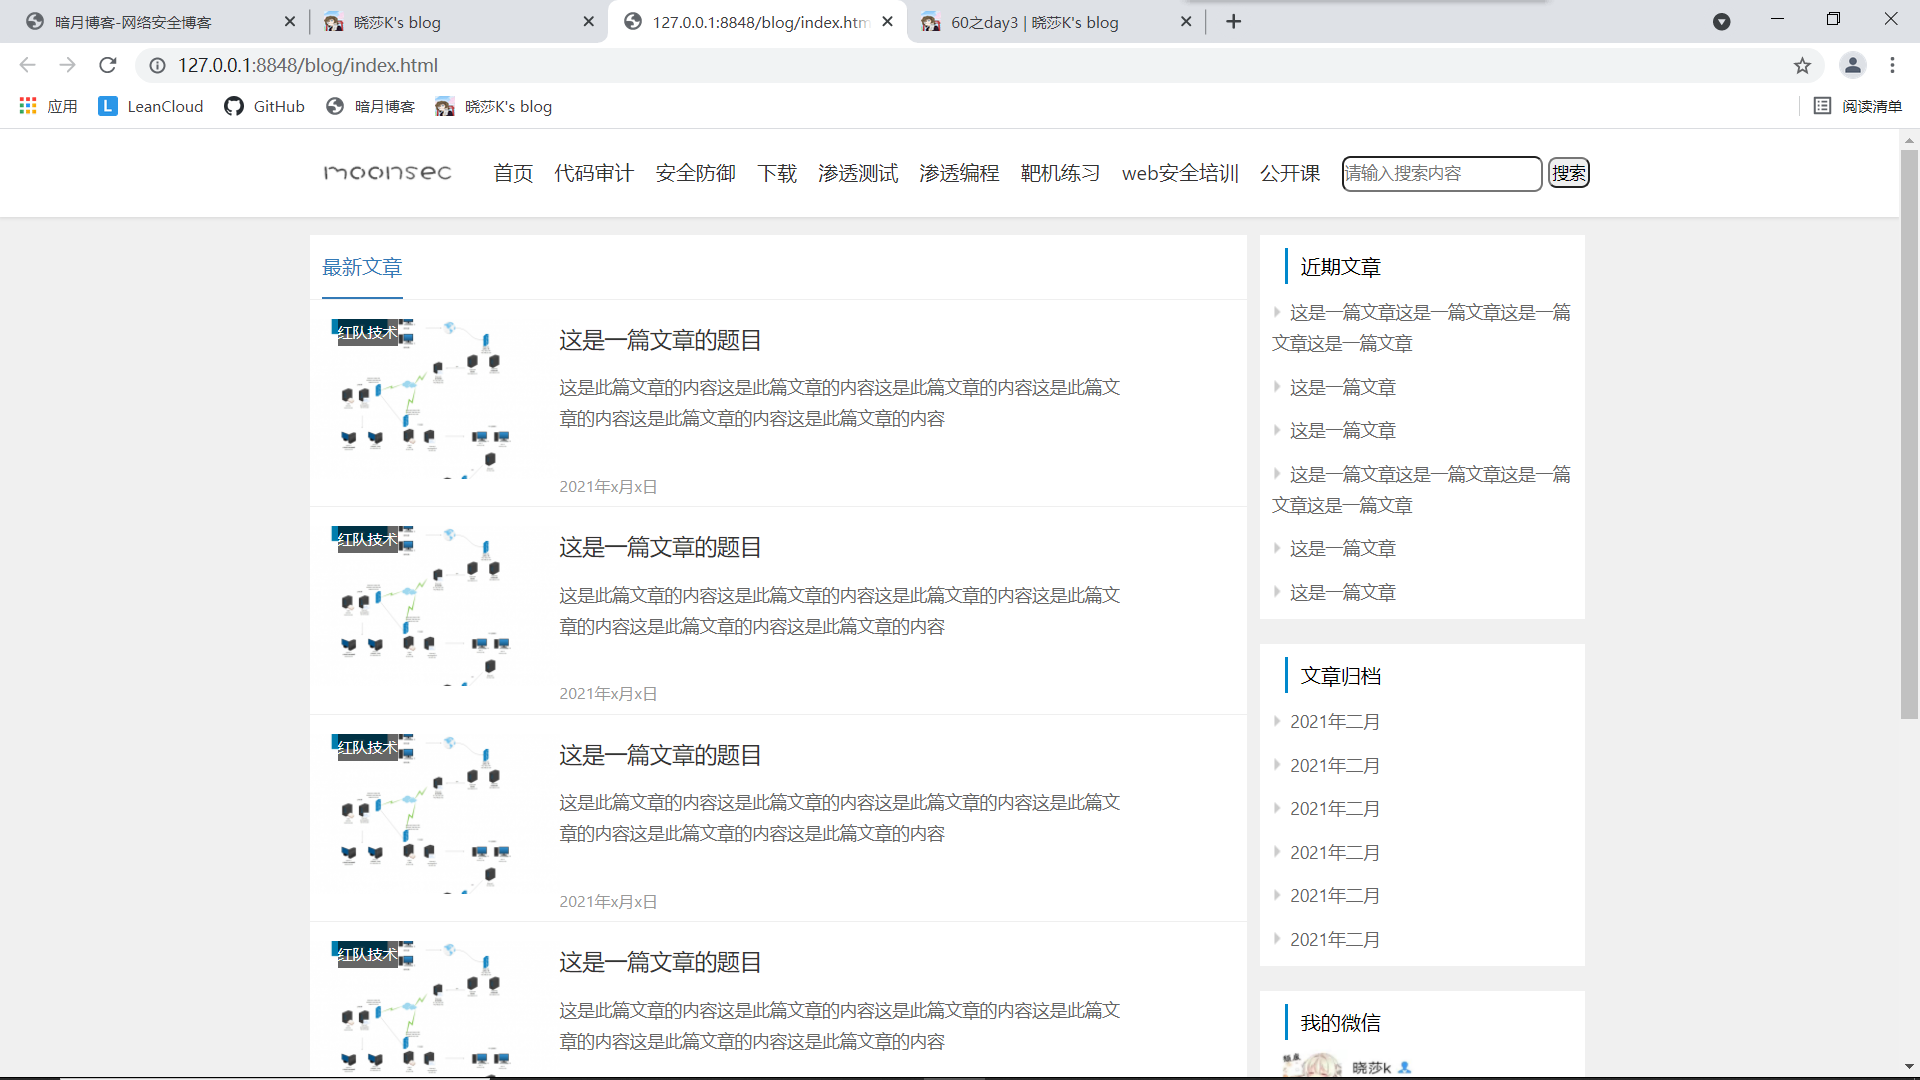 暗月博客-网络安全博客
晓莎K's blog
127.0.0.1:8848/blog/index.htm
60之day3 | 晓莎K's blog
127.0.0.1:8848/blog/index.html
应用
LeanCloud
GitHub
暗月博客
晓莎K's blog
阅读清单
moonsec
首页
代码审计
安全防御
下载
渗透测试
渗透编程
靶机练习
web安全培训
公开课
请输入搜索内容
搜索
最新文章
红队技术
这是一篇文章的题目
这是此篇文章的内容这是此篇文章的内容这是此篇文章的内容这是此篇文
章的内容这是此篇文章的内容这是此篇文章的内容
2021年x月x日
红队技术
这是一篇文章的题目
这是此篇文章的内容这是此篇文章的内容这是此篇文章的内容这是此篇文
章的内容这是此篇文章的内容这是此篇文章的内容
2021年x月x日
红队技术
这是一篇文章的题目
这是此篇文章的内容这是此篇文章的内容这是此篇文章的内容这是此篇文
章的内容这是此篇文章的内容这是此篇文章的内容
2021年x月x日
红队技术
这是一篇文章的题目
这是此篇文章的内容这是此篇文章的内容这是此篇文章的内容这是此篇文
章的内容这是此篇文章的内容这是此篇文章的内容
近期文章
这是一篇文章这是一篇文章这是一篇
文章这是一篇文章
这是一篇文章
这是一篇文章
这是一篇文章这是一篇文章这是一篇
文章这是一篇文章
这是一篇文章
这是一篇文章
文章归档
2021年二月
2021年二月
2021年二月
2021年二月
2021年二月
2021年二月
我的微信
晓莎k